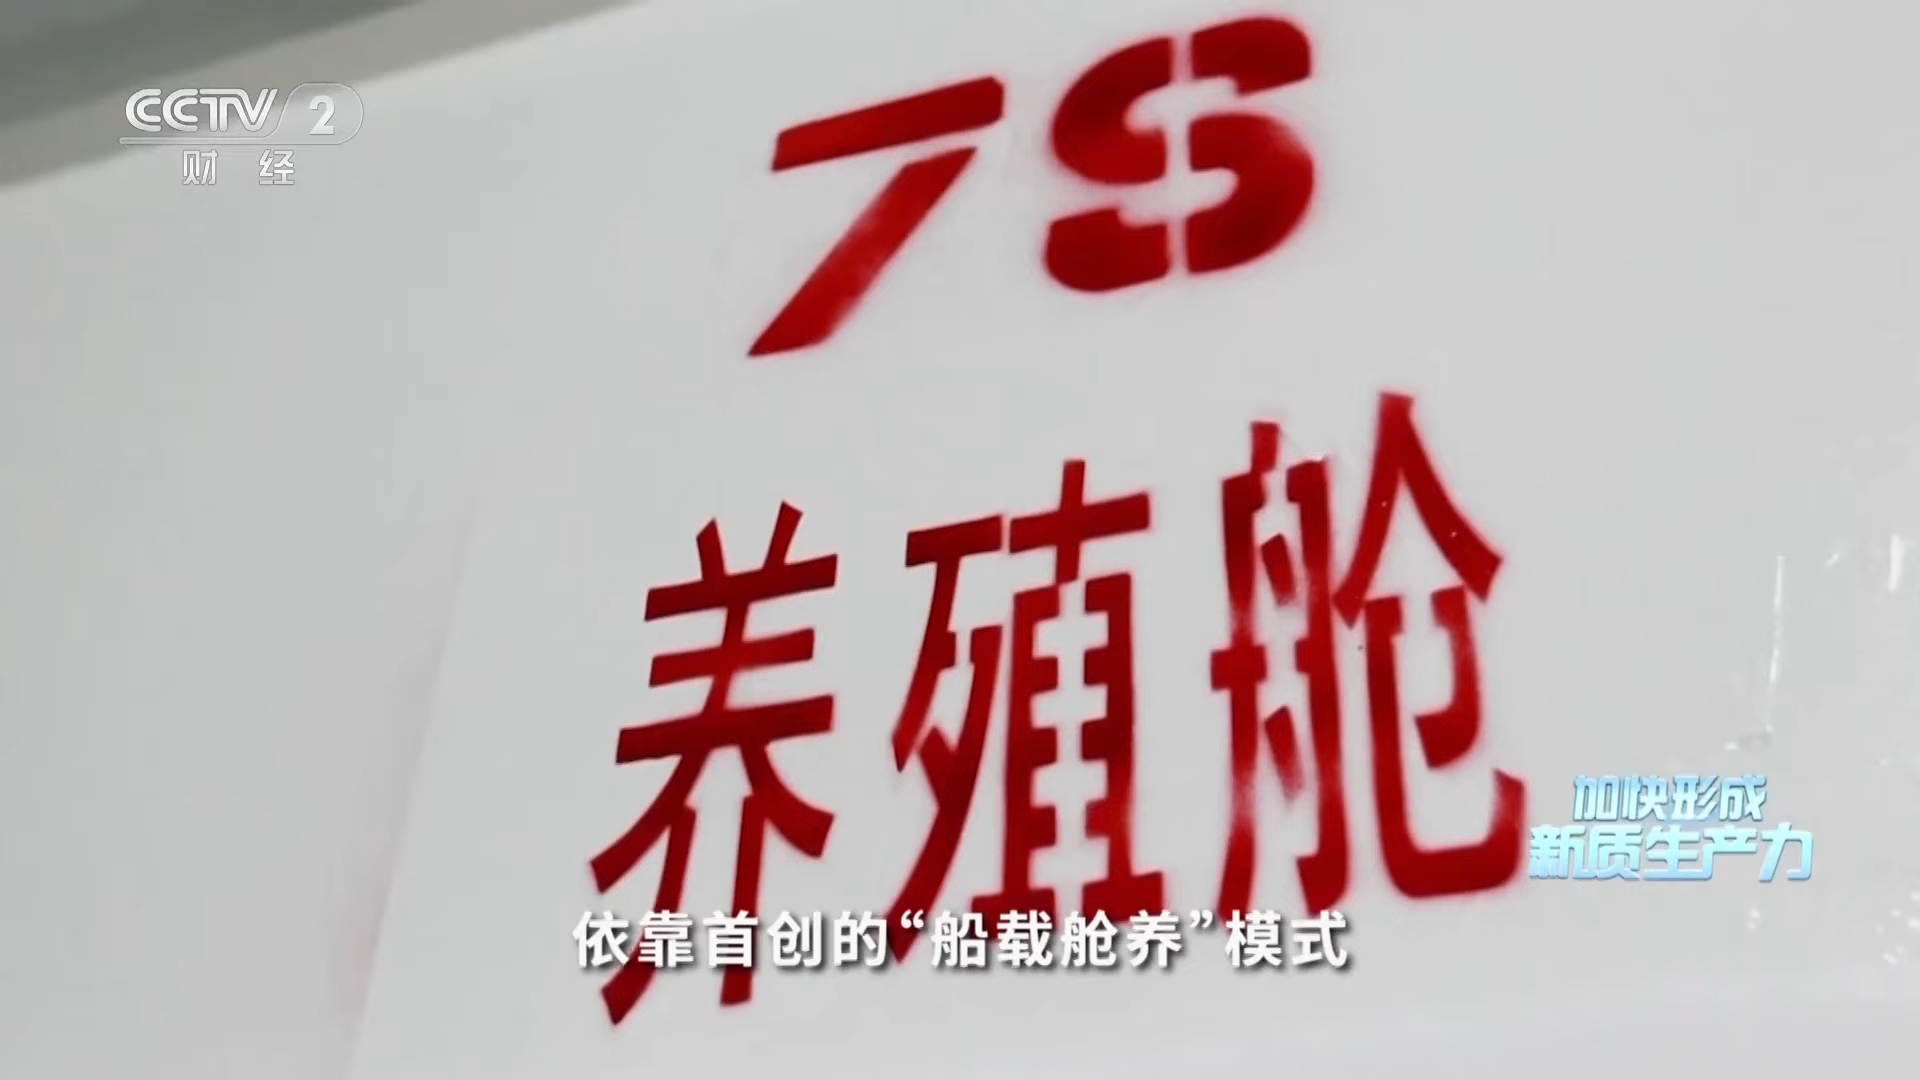 CCTV 2
财 经
7S
养殖舱
加快形成
新质生产力
依靠首创的“船载舱养”模式